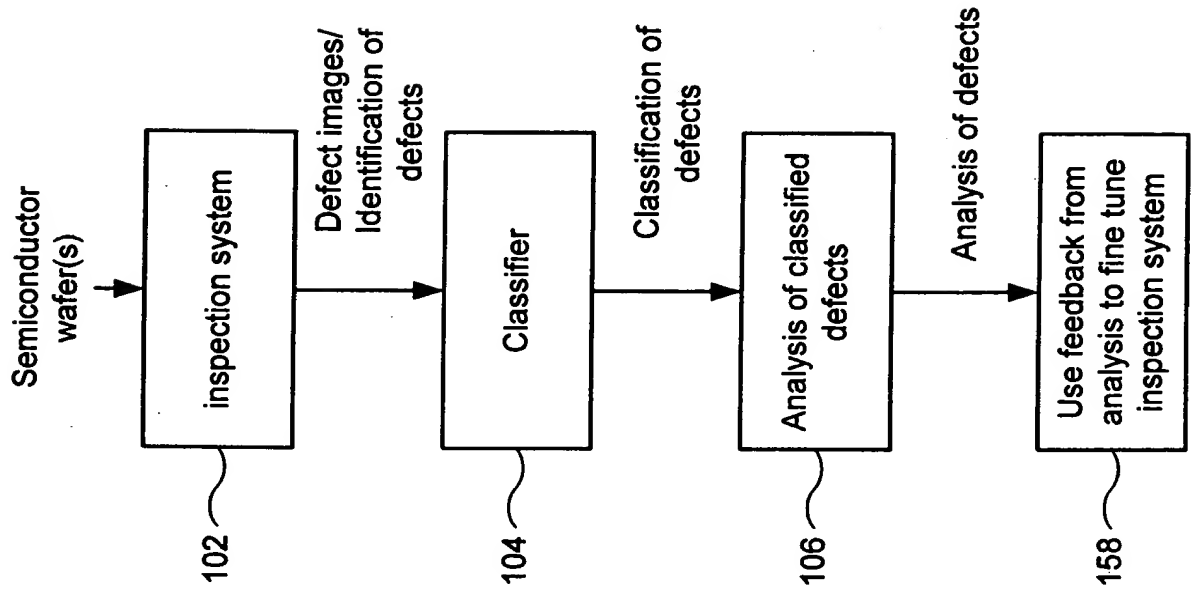 Semiconductor
wafer(s)
inspection system
102
Defect images/
Identification of
defects
Classifier
104
Classification of
defects
Analysis of classified
defects
106
Analysis of defects
Use feedback from
analysis to fine tune
inspection system
158